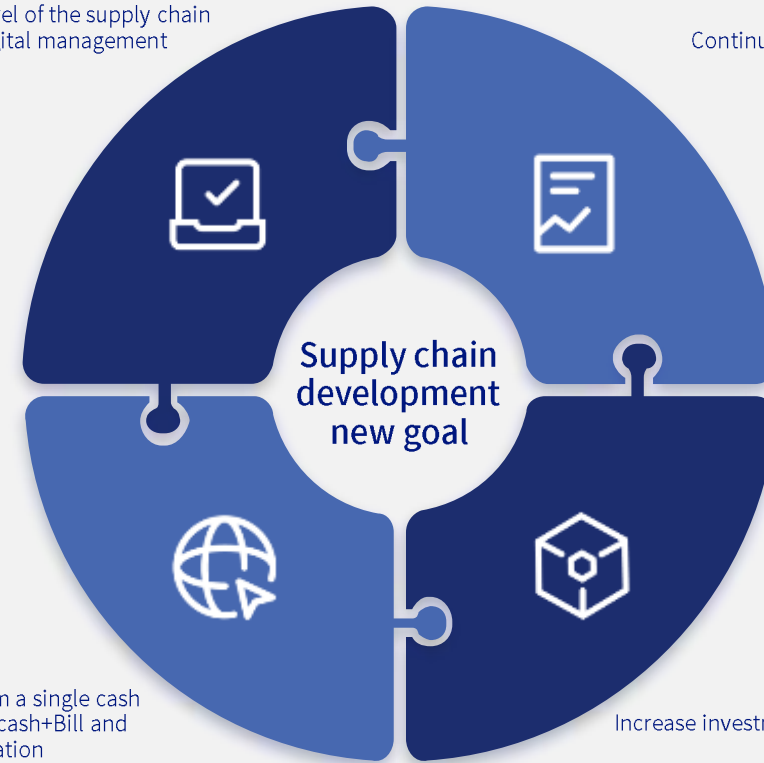 el of the supply chain
ital management
Continu
Supply chain
development
new goal
a single cash
cash+Bill and
ation
Increase invest